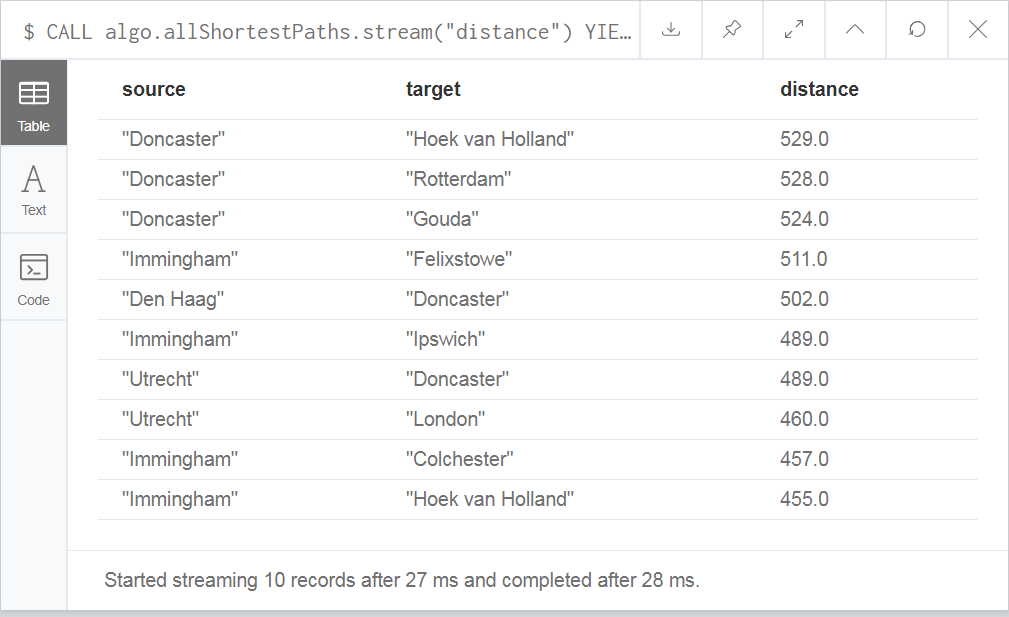 $ CALL algo.allShortestPaths.stream("distance") YIE…
Table
Text
Code
source target distance
"Doncaster" "Hoek van Holland" 529.0
"Doncaster" "Rotterdam" 528.0
"Doncaster" "Gouda" 524.0
"Immingham" "Felixstowe" 511.0
"Den Haag" "Doncaster" 502.0
"Immingham" "Ipswich" 489.0
"Utrecht" "Doncaster" 489.0
"Utrecht" "London" 460.0
"Immingham" "Colchester" 457.0
"Immingham" "Hoek van Holland" 455.0
Started streaming 10 records after 27 ms and completed after 28 ms.